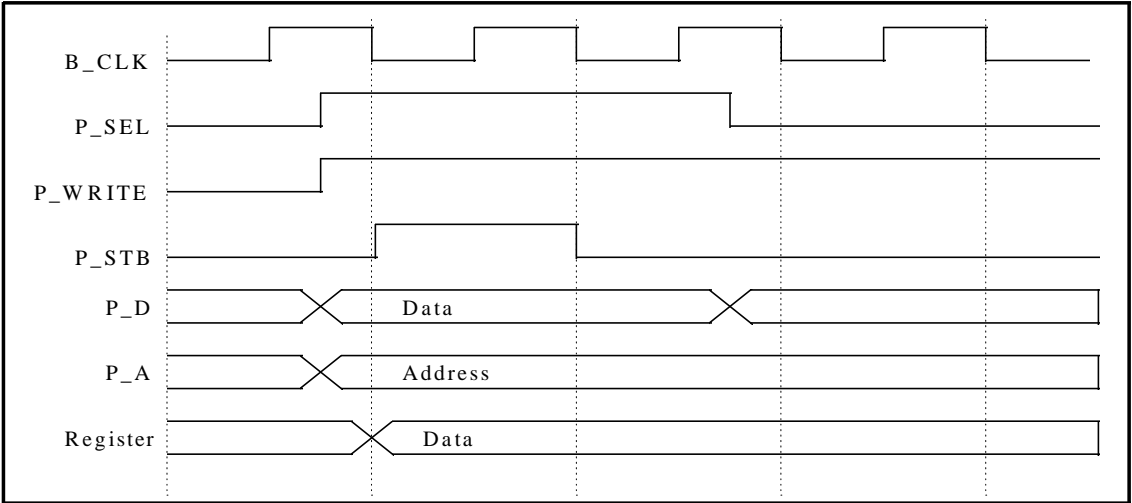 B_CLK
P_SEL
P_WRITE
P_STB
P_D Data
P_A Address
Register Data